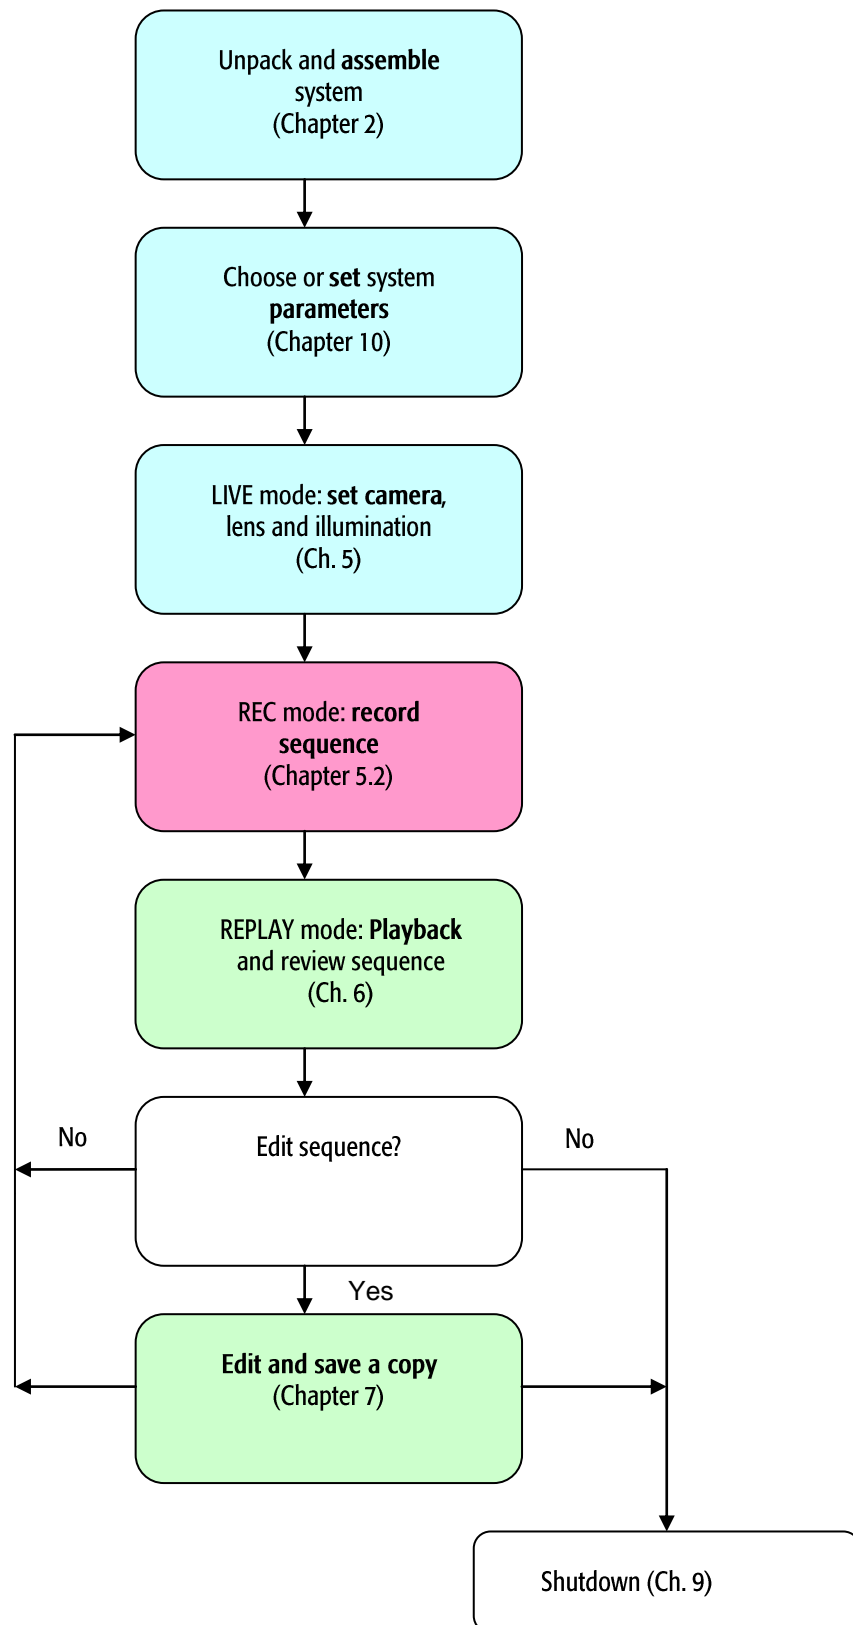 Unpack and assemble
system
(Chapter 2)
Choose or set system
parameters
(Chapter 10)
LIVE mode: set camera,
lens and illumination
(Ch. 5)
REC mode: record
sequence
(Chapter 5.2)
REPLAY mode: Playback
and review sequence
(Ch. 6)
No
Edit sequence?
No
Yes
Edit and save a copy
(Chapter 7)
Shutdown (Ch. 9)